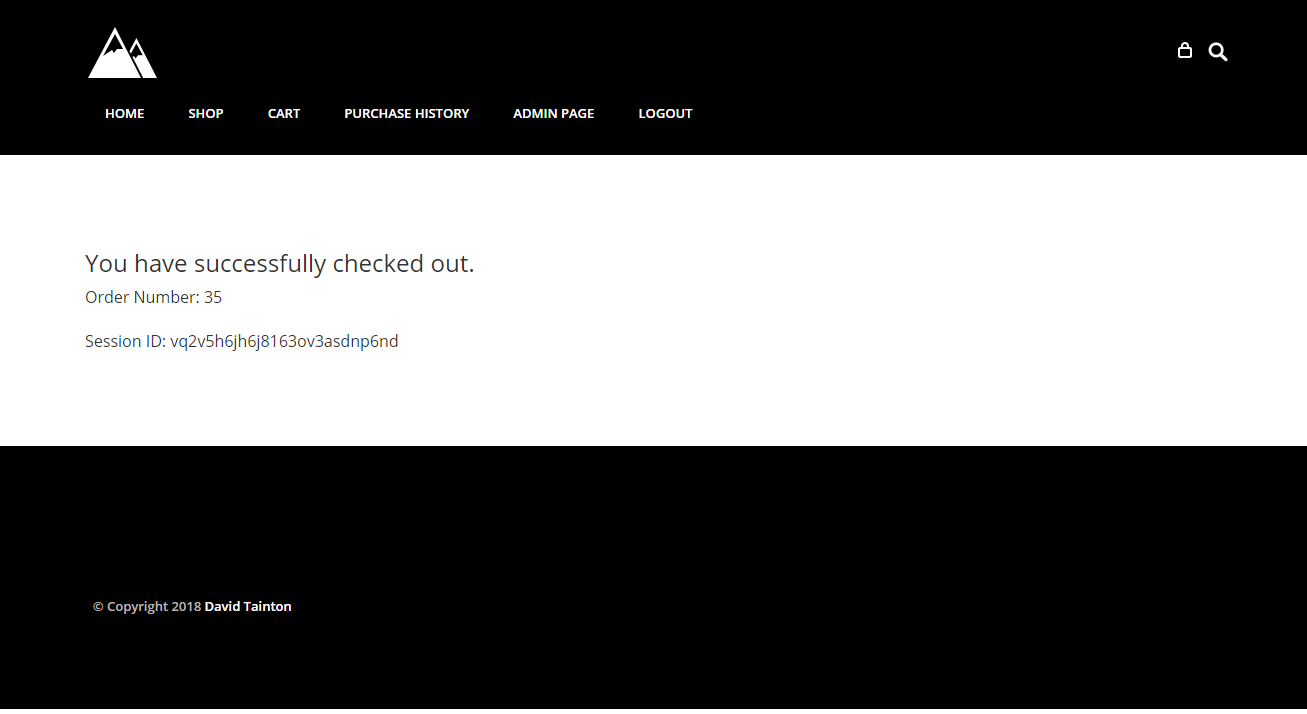 HOME SHOP CART PURCHASE HISTORY ADMIN PAGE LOGOUT
You have successfully checked out.
Order Number: 35
Session ID: vq2v5h6jh6j8163ov3asdnp6nd
© Copyright 2018 David Tainton